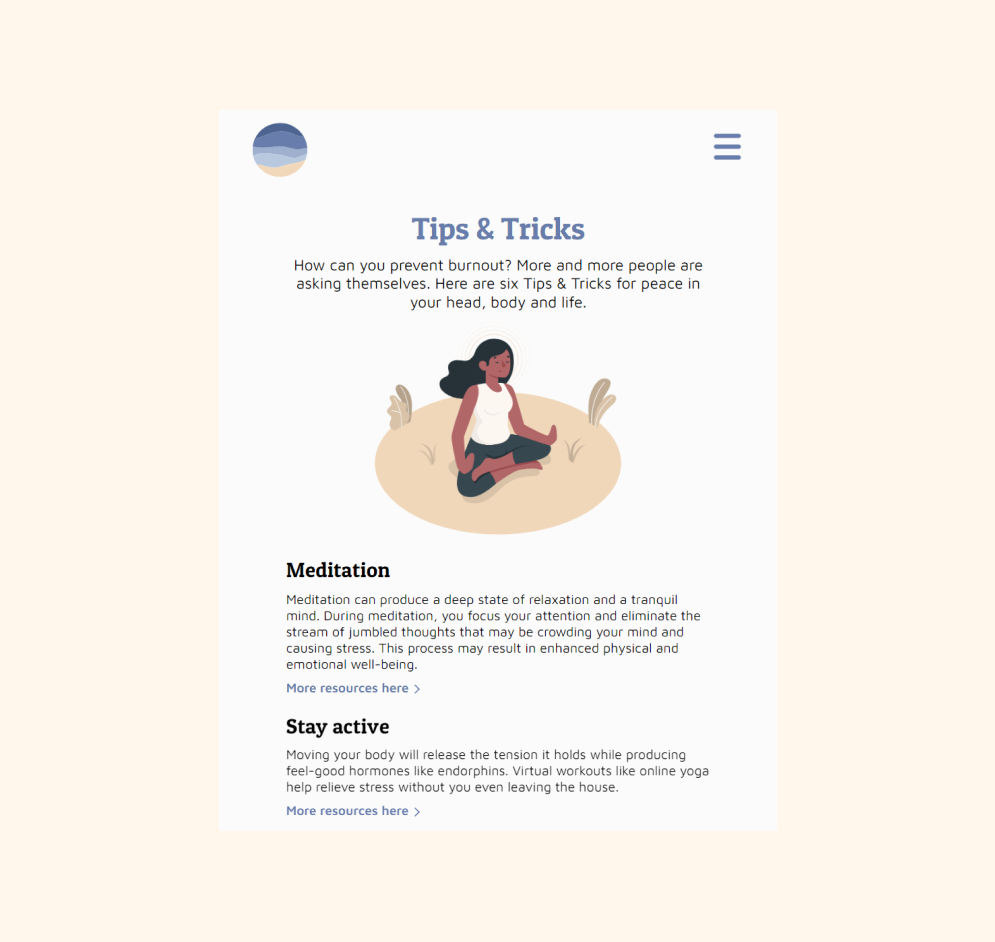 Tips & Tricks
How can you prevent burnout? More and more people are
asking themselves. Here are six Tips & Tricks for peace in
your head, body and life.
Meditation
Meditation can produce a deep state of relaxation and a tranquil
mind. During meditation, you focus your attention and eliminate the
stream of jumbled thoughts that may be crowding your mind and
causing stress. This process may result in enhanced physical and
emotional well-being.
More resources here >
Stay active
Moving your body will release the tension it holds while producing
feel-good hormones like endorphins. Virtual workouts like online yoga
help relieve stress without you even leaving the house.
More resources here >